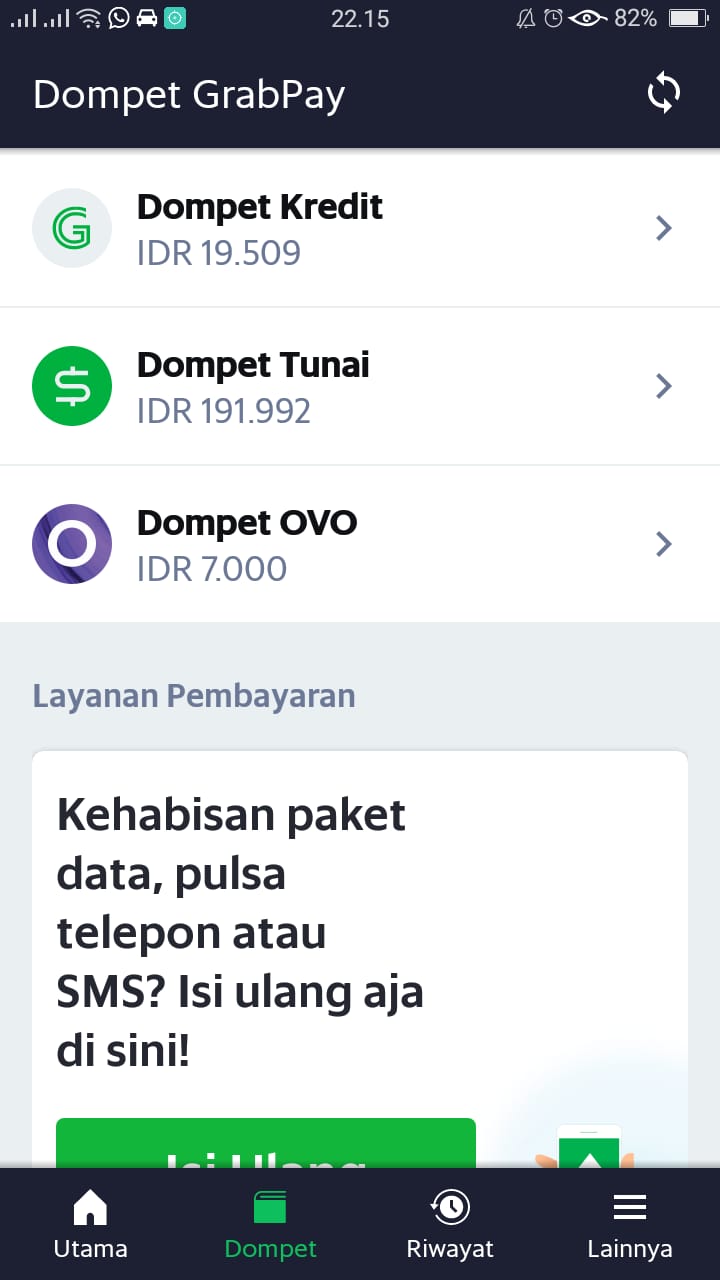 22.15
82%
Dompet GrabPay
Dompet Kredit
IDR 19.509
Dompet Tunai
IDR 191.992
Dompet OVO
IDR 7.000
Layanan Pembayaran
Kehabisan paket
data, pulsa
telepon atau
SMS? Isi ulang aja
di sini!
Isi Ulang
Utama
Dompet
Riwayat
Lainnya